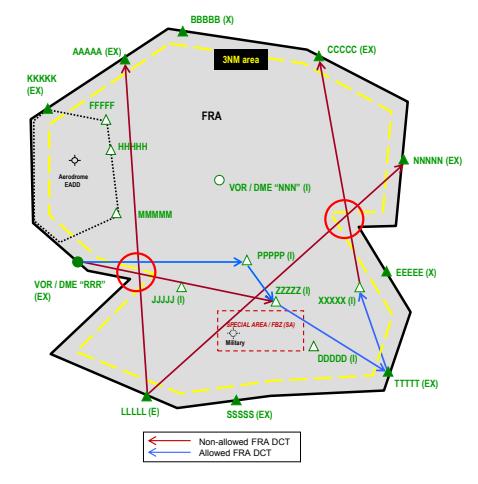 BBBBB (X)
AAAAA (EX)
CCCCC (EX)
3NM area
KKKKK
(EX)
FFFFF
FRA
HHHHH
NNNNN (EX)
Aerodrome
EADD
VOR / DME “NNN” (I)
MMMMM
PPPPP (I)
VOR / DME “RRR”
(EX)
EEEEE (X)
JJJJJ (I)
ZZZZZ (I)
XXXXX (I)
SPECIAL AREA / FBZ (SA)
Military
DDDDD (I)
TTTTT (EX)
LLLLL (E)
SSSSS (EX)
Non-allowed FRA DCT
Allowed FRA DCT